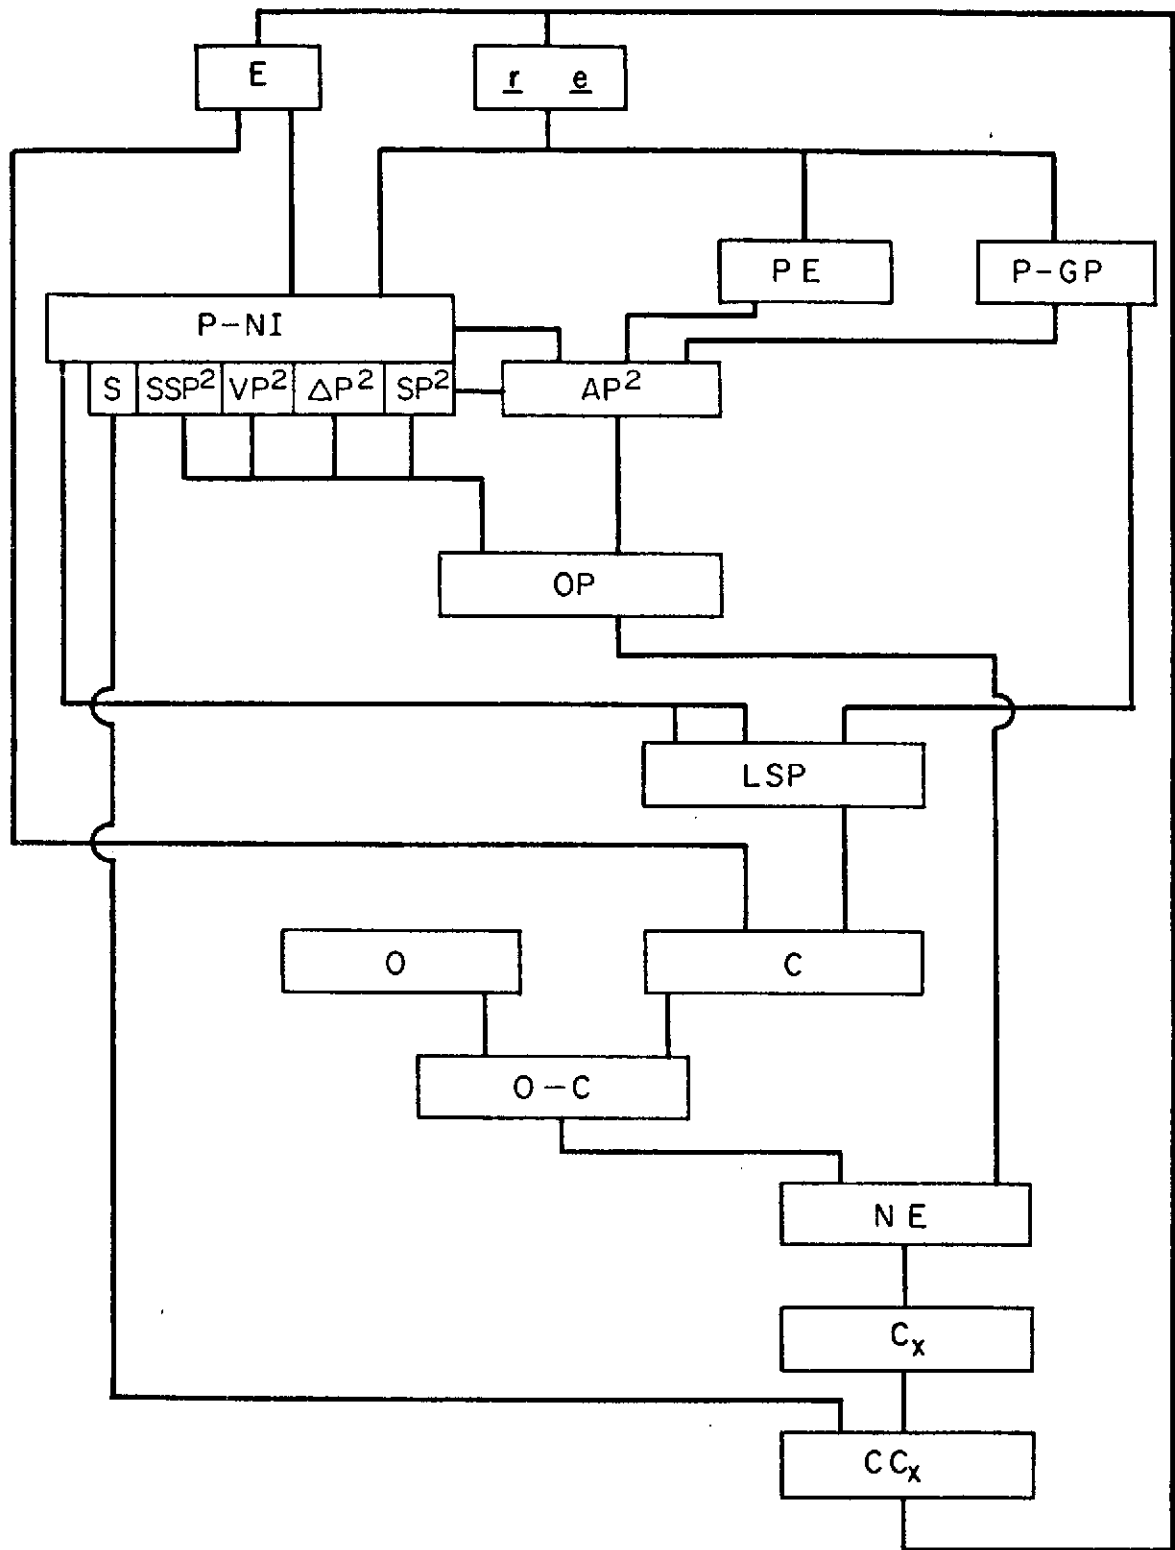 E
r e
PE
P-GP
P-NI
S SSP² VP² ΔP² SP²
AP²
OP
LSP
O
C
O-C
NE
Cₓ
CCₓ